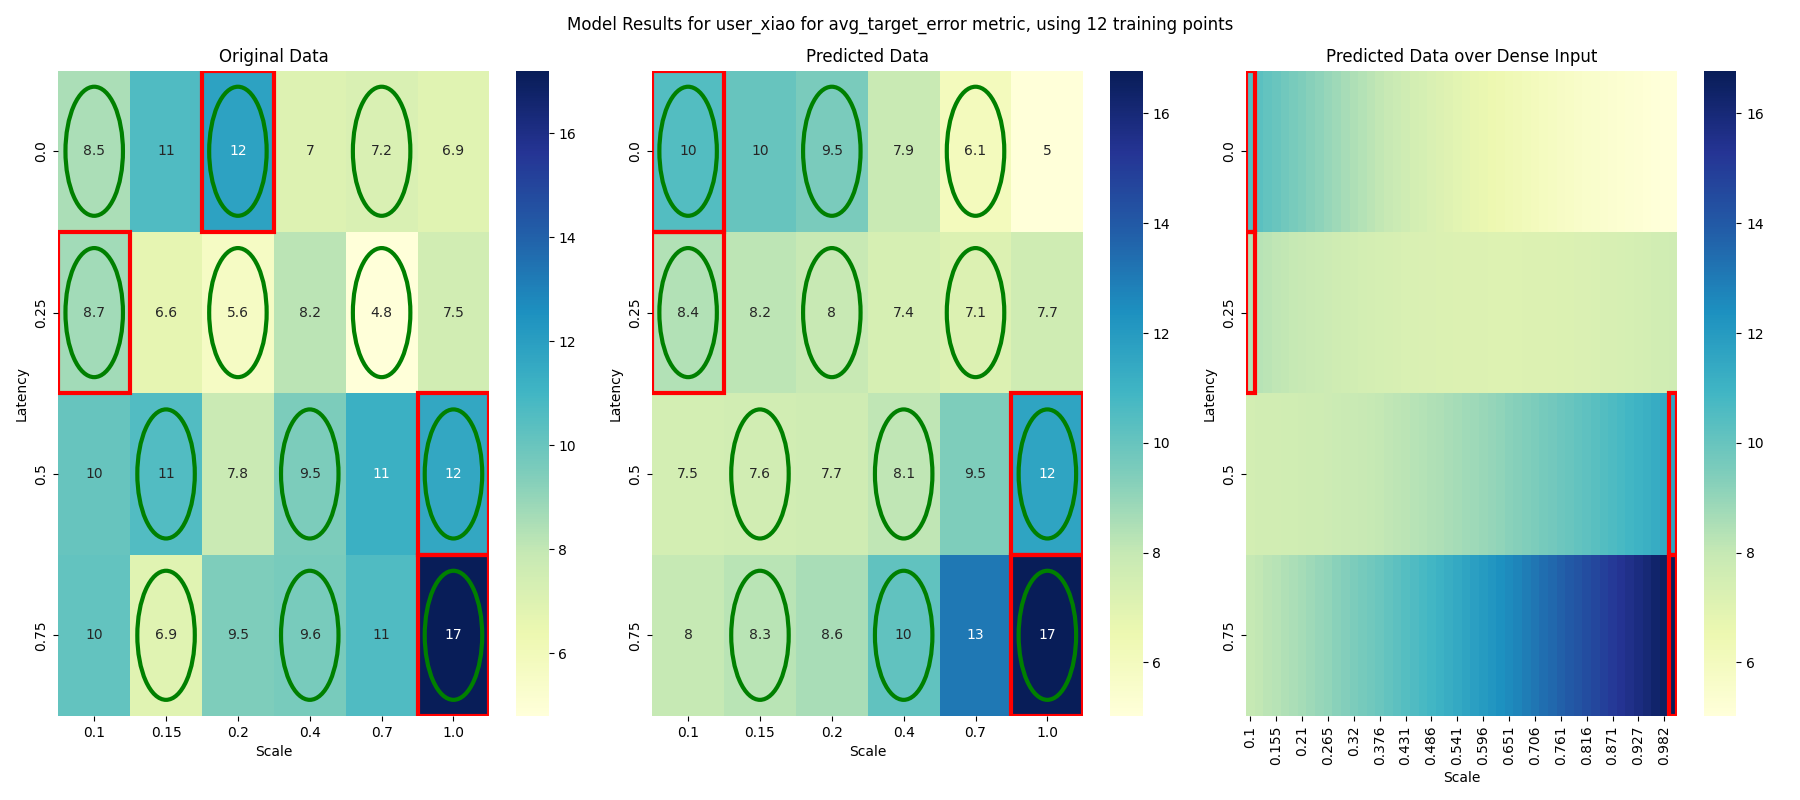 Model Results for user_xiao for avg_target_error metric, using 12 training points
Original Data
8.5 11 12 7 7.2 6.9
8.7 6.6 5.6 8.2 4.8 7.5
10 11 7.8 9.5 11 12
10 6.9 9.5 9.6 11 17
0.0
0.25
0.5
0.75
Latency
0.1 0.15 0.2 0.4 0.7 1.0
Scale
16
14
12
10
8
6
Predicted Data
10 10 9.5 7.9 6.1 5
8.4 8.2 8 7.4 7.1 7.7
7.5 7.6 7.7 8.1 9.5 12
8 8.3 8.6 10 13 17
0.0
0.25
0.5
0.75
Latency
0.1 0.15 0.2 0.4 0.7 1.0
Scale
16
14
12
10
8
6
Predicted Data over Dense Input
0.0
0.25
0.5
0.75
Latency
0.1 0.155 0.21 0.265 0.32 0.376 0.431 0.486 0.541 0.596 0.651 0.706 0.761 0.816 0.871 0.927 0.982
Scale
16
14
12
10
8
6